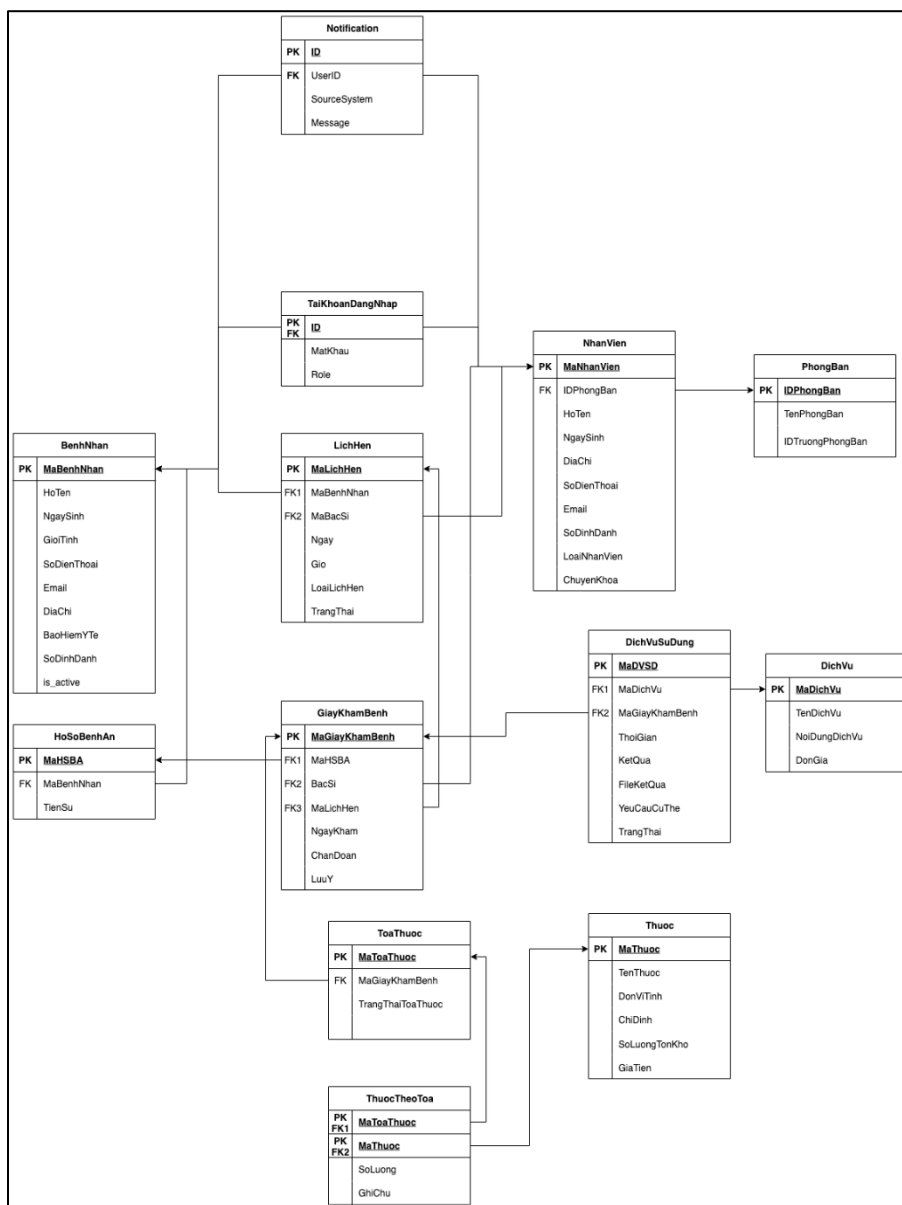 Notification
PK ID
FK UserID
SourceSystem
Message
TaiKhoanDangNhap
PK
FK ID
MatKhau
Role
NhanVien
PK MaNhanVien
FK IDPhongBan
HoTen
NgaySinh
DiaChi
SoDienThoai
Email
SoDinhDanh
LoaiNhanVien
ChuyenKhoa
PhongBan
PK IDPhongBan
TenPhongBan
IDTruongPhongBan
BenhNhan
PK MaBenhNhan
HoTen
NgaySinh
GioiTinh
SoDienThoai
Email
DiaChi
BaoHiemYTe
SoDinhDanh
is_active
LichHen
PK MaLichHen
FK1 MaBenhNhan
FK2 MaBacSi
Ngay
Gio
LoaiLichHen
TrangThai
DichVuSuDung
PK MaDVSD
FK1 MaDichVu
FK2 MaGiayKhamBenh
ThoiGian
KetQua
FileKetQua
YeuCauCuThe
TrangThai
DichVu
PK MaDichVu
TenDichVu
NoiDungDichVu
DonGia
HoSoBenhAn
PK MaHSBA
FK MaBenhNhan
TienSu
GiayKhamBenh
PK MaGiayKhamBenh
FK1 MaHSBA
FK2 BacSi
FK3 MaLichHen
NgayKham
ChanDoan
LuuY
ToaThuoc
PK MaToaThuoc
FK MaGiayKhamBenh
TrangThaiToaThuoc
Thuoc
PK MaThuoc
TenThuoc
DonViTinh
ChiDinh
SoLuongTonKho
GiaTien
ThuocTheoToa
PK
FK1 MaToaThuoc
PK
FK2 MaThuoc
SoLuong
GhiChu